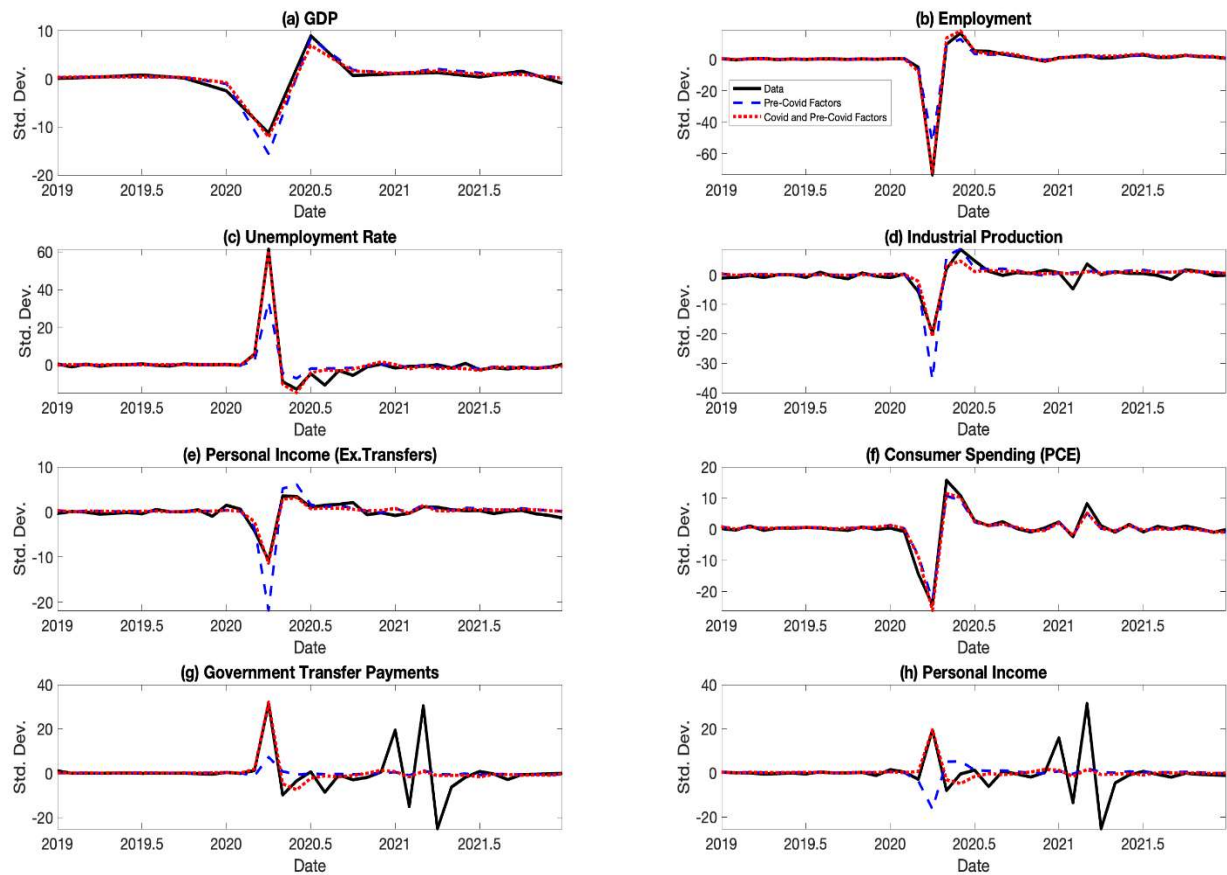 (a) GDP
10
0
-10
-20
Std. Dev.
2019 2019.5 2020 2020.5 2021 2021.5
Date
(b) Employment
0
-20
-40
-60
Std. Dev.
Data
Pre-Covid Factors
Covid and Pre-Covid Factors
2019 2019.5 2020 2020.5 2021 2021.5
Date
(c) Unemployment Rate
60
40
20
0
Std. Dev.
2019 2019.5 2020 2020.5 2021 2021.5
Date
(d) Industrial Production
0
-10
-20
-30
-40
Std. Dev.
2019 2019.5 2020 2020.5 2021 2021.5
Date
(e) Personal Income (Ex.Transfers)
10
0
-10
-20
Std. Dev.
2019 2019.5 2020 2020.5 2021 2021.5
Date
(f) Consumer Spending (PCE)
20
10
0
-10
-20
Std. Dev.
2019 2019.5 2020 2020.5 2021 2021.5
Date
(g) Government Transfer Payments
40
20
0
-20
Std. Dev.
2019 2019.5 2020 2020.5 2021 2021.5
Date
(h) Personal Income
40
20
0
-20
Std. Dev.
2019 2019.5 2020 2020.5 2021 2021.5
Date